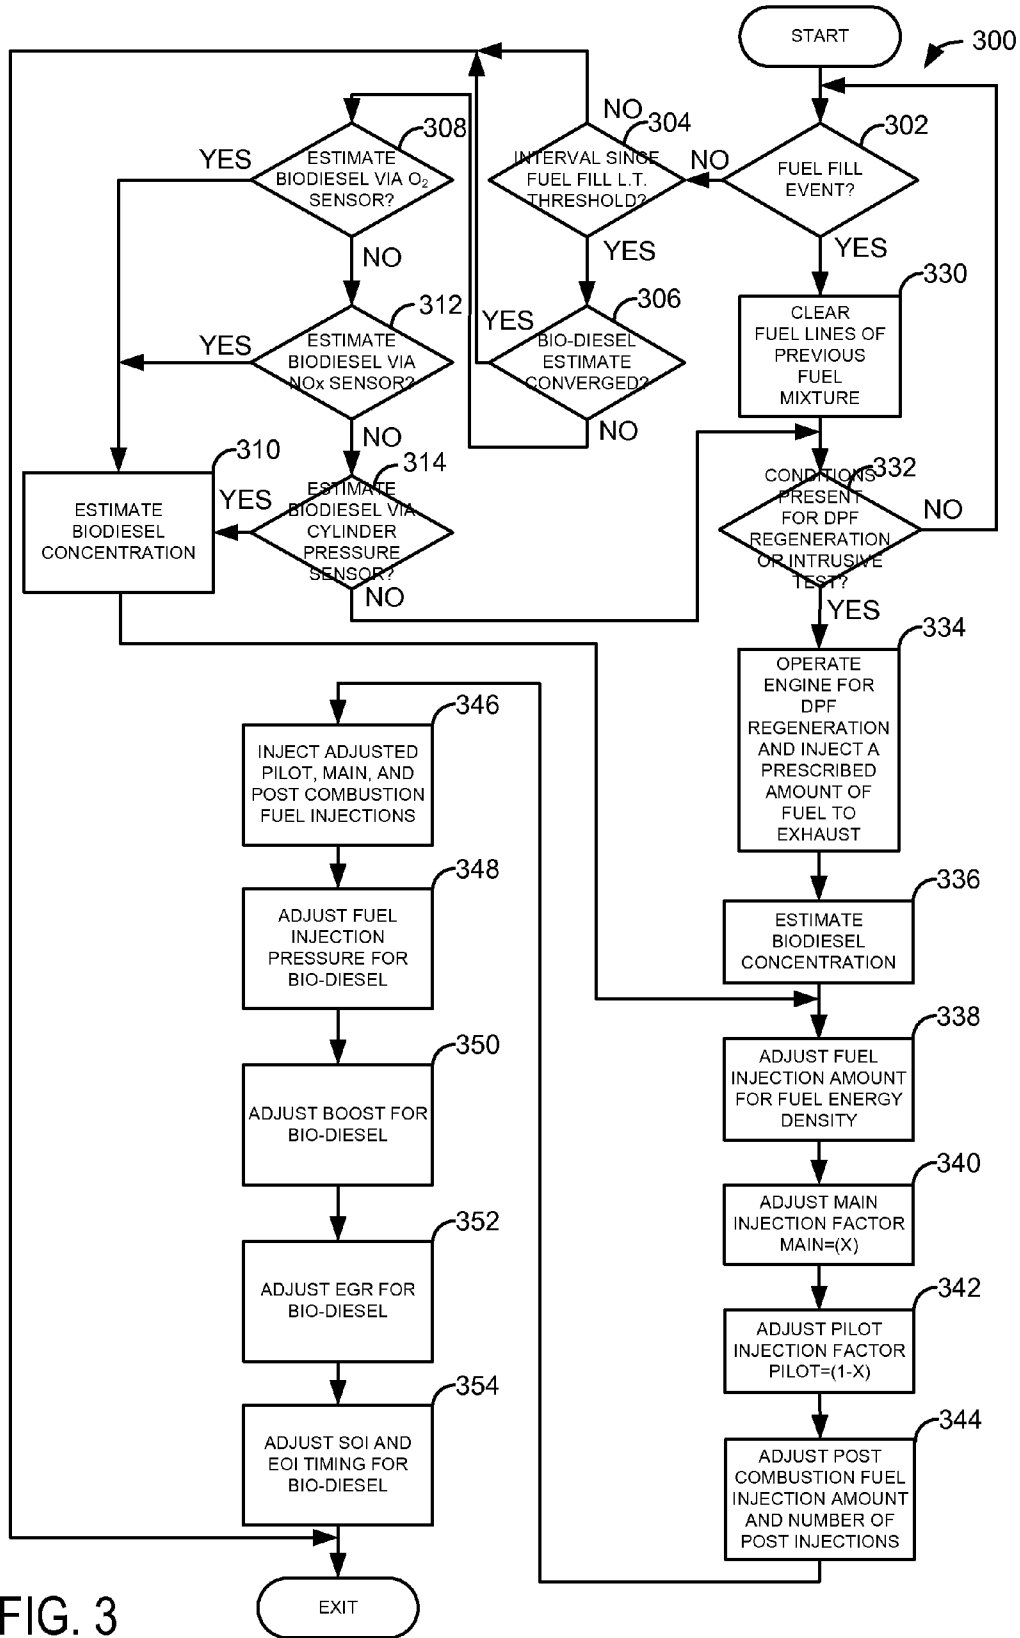 START
300
302
FUEL FILL
EVENT?
NO
YES
304
INTERVAL SINCE
FUEL FILL L.T.
THRESHOLD?
NO
YES
306
BIO-DIESEL
ESTIMATE
CONVERGED?
YES
NO
308
ESTIMATE
BIODIESEL VIA O₂
SENSOR?
YES
NO
312
ESTIMATE
BIODIESEL VIA
NOx SENSOR?
YES
NO
314
ESTIMATE
BIODIESEL VIA
CYLINDER
PRESSURE
SENSOR?
YES
NO
310
ESTIMATE
BIODIESEL
CONCENTRATION
330
CLEAR
FUEL LINES OF
PREVIOUS
FUEL
MIXTURE
332
CONDITIONS
PRESENT
FOR DPF
REGENERATION
OR INTRUSIVE
TEST?
NO
YES
334
OPERATE
ENGINE FOR
DPF
REGENERATION
AND INJECT A
PRESCRIBED
AMOUNT OF
FUEL TO
EXHAUST
336
ESTIMATE
BIODIESEL
CONCENTRATION
338
ADJUST FUEL
INJECTION AMOUNT
FOR FUEL ENERGY
DENSITY
340
ADJUST MAIN
INJECTION FACTOR
MAIN=(X)
342
ADJUST PILOT
INJECTION FACTOR
PILOT=(1-X)
344
ADJUST POST
COMBUSTION FUEL
INJECTION AMOUNT
AND NUMBER OF
POST INJECTIONS
346
INJECT ADJUSTED
PILOT, MAIN, AND
POST COMBUSTION
FUEL INJECTIONS
348
ADJUST FUEL
INJECTION
PRESSURE FOR
BIO-DIESEL
350
ADJUST BOOST FOR
BIO-DIESEL
352
ADJUST EGR FOR
BIO-DIESEL
354
ADJUST SOI AND
EOI TIMING FOR
BIO-DIESEL
EXIT
FIG. 3